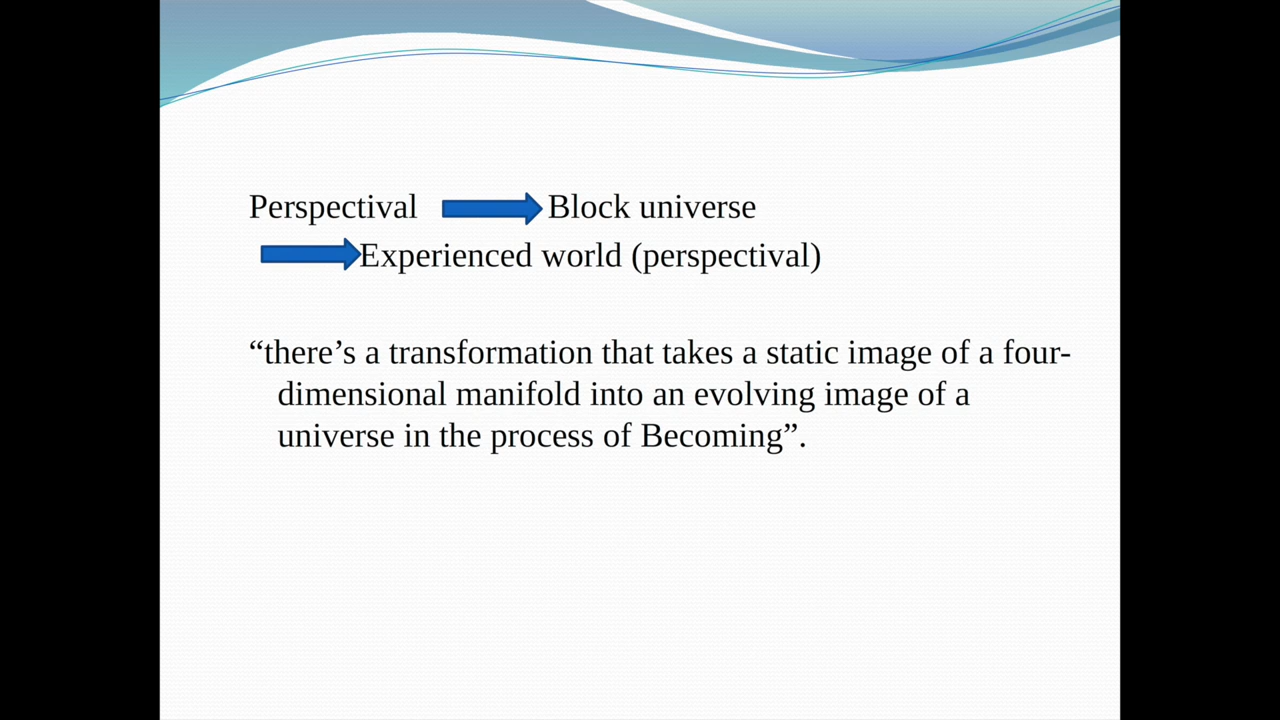 Perspectival Block universe
Experienced world (perspectival)
“there’s a transformation that takes a static image of a four-
dimensional manifold into an evolving image of a
universe in the process of Becoming”.